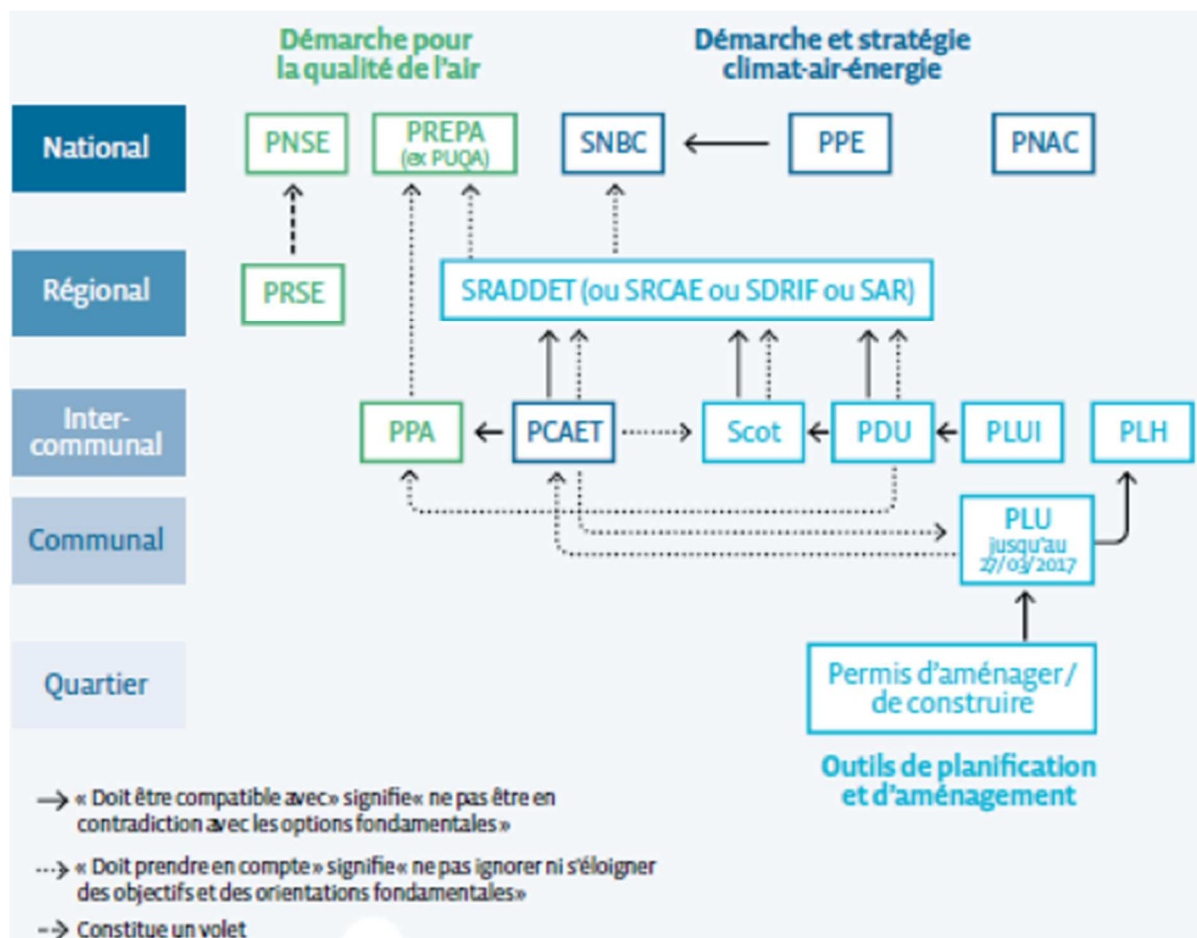 Démarche pour
la qualité de l'air
Démarche et stratégie
climat-air-énergie
National
PNSE
PREPA
(ex PUQA)
SNBC
PPE
PNAC
Régional
PRSE
SRADDET (ou SRCAE ou SDRIF ou SAR)
Inter-
communal
PPA
PCAET
Scot
PDU
PLUI
PLH
Communal
PLU
jusqu'au
27/03/2017
Quartier
Permis d'aménager/
de construire
Outils de planification
et d'aménagement
« Doit être compatible avec» signifie« ne pas être en
contradiction avec les options fondamentales»
« Doit prendre en compte» signifie« ne pas ignorer ni s'éloigner
des objectifs et des orientations fondamentales»
Constitue un volet